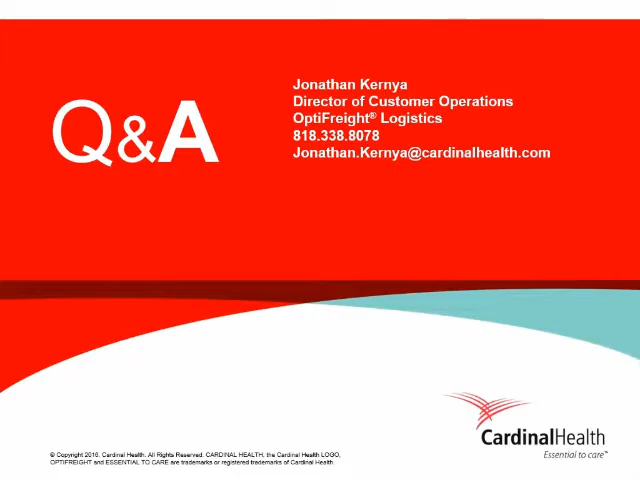 Q&A
Jonathan Kernya
Director of Customer Operations
OptiFreight® Logistics
818.338.8078
Jonathan.Kernya@cardinalhealth.com
CardinalHealth
Essential to care™
© Copyright 2016, Cardinal Health. All Rights Reserved. CARDINAL HEALTH, the Cardinal Health LOGO,
OPTIFREIGHT and ESSENTIAL TO CARE are trademarks or registered trademarks of Cardinal Health